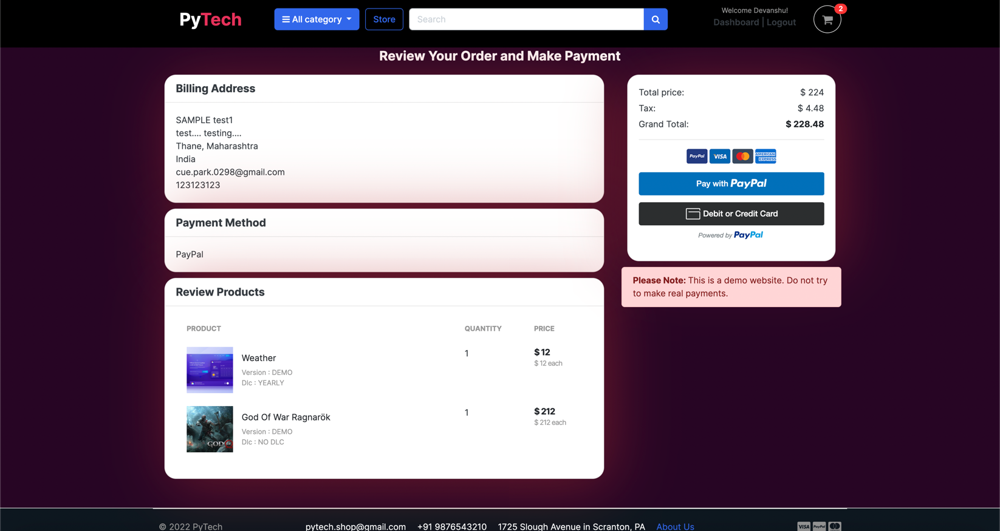 PyTech
All category
Store
Search
Welcome Devanshu!
Dashboard | Logout
2
Review Your Order and Make Payment
Billing Address
SAMPLE test1
test.... testing....
Thane, Maharashtra
India
cue.park.0298@gmail.com
123123123
Payment Method
PayPal
Review Products
PRODUCT QUANTITY PRICE
Weather 1 $ 12
$ 12 each
Version : DEMO
Dlc : YEARLY
God Of War Ragnarök 1 $ 212
$ 212 each
Version : DEMO
Dlc : NO DLC
GOD
Total price: $ 224
Tax: $ 4.48
Grand Total: $ 228.48
PayPal VISA AMERICAN EXPRESS
Pay with PayPal
Debit or Credit Card
Powered by PayPal
Please Note: This is a demo website. Do not try
to make real payments.
© 2022 PyTech pytech.shop@gmail.com +91 9876543210 1725 Slough Avenue in Scranton, PA About Us VISA PayPal